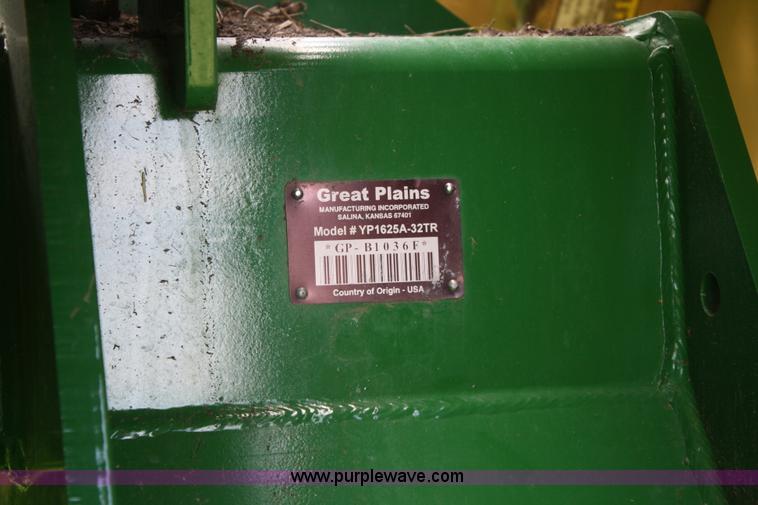 Great Plains
MANUFACTURING INCORPORATED
SALINA, KANSAS 67401
Model # YP1625A-32TR
*GP-B1036F*
Country of Origin - USA
www.purplewave.com